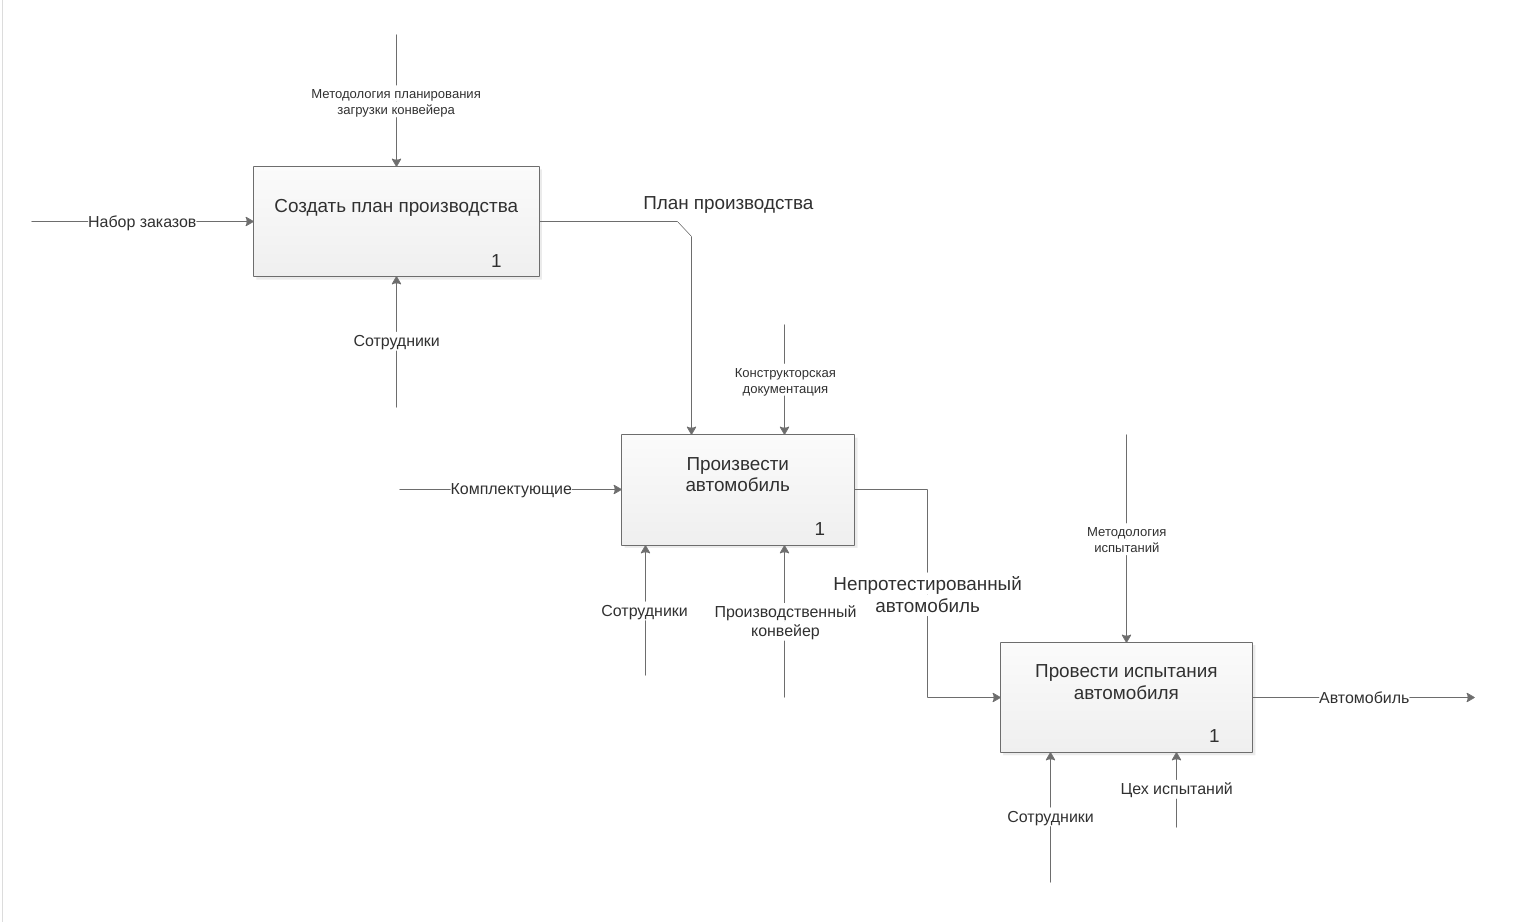 Методология планирования
загрузки конвейера
Создать план производства
План производства
Набор заказов
1
Сотрудники
Конструкторская
документация
Произвести
автомобиль
Комплектующие
1
Методология
испытаний
Непротестированный
автомобиль
Сотрудники
Производственный
конвейер
Провести испытания
автомобиля
Автомобиль
1
Цех испытаний
Сотрудники